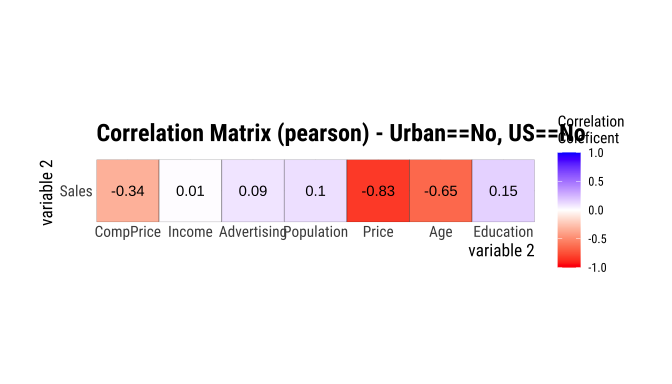 Correlation Matrix (pearson) - Urban==No, US==No
Correlation
Coefficent
1.0
0.5
0.0
-0.5
-1.0
variable 2
Sales
-0.34 0.01 0.09 0.1 -0.83 -0.65 0.15
CompPrice Income Advertising Population Price Age Education
variable 2